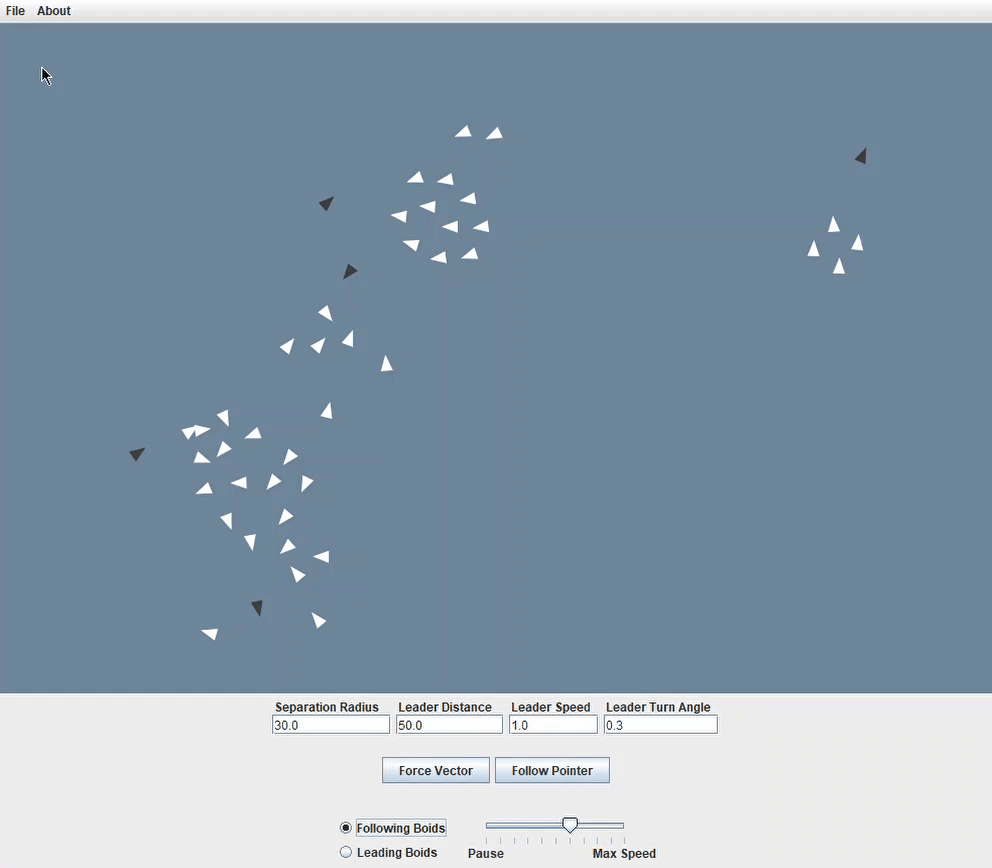 File About
Separation Radius Leader Distance Leader Speed Leader Turn Angle
30.0 50.0 1.0 0.3
Force Vector Follow Pointer
Following Boids
Leading Boids Pause Max Speed